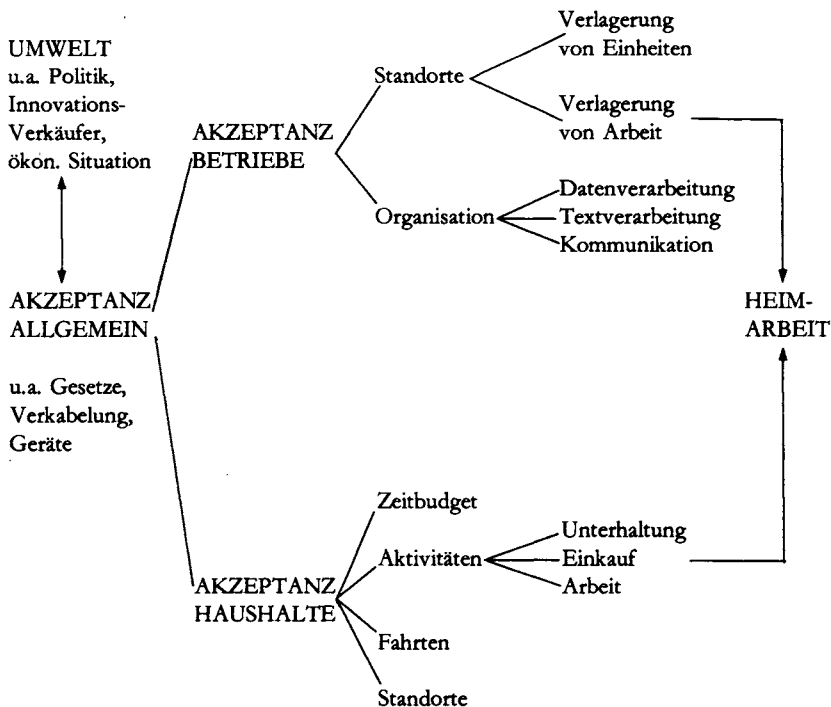 UMWELT
u.a. Politik,
Innovations-
Verkäufer,
ökon. Situation
AKZEPTANZ
ALLGEMEIN
u.a. Gesetze,
Verkabelung,
Geräte
AKZEPTANZ
BETRIEBE
Standorte
Verlagerung
von Einheiten
Verlagerung
von Arbeit
Organisation
Datenverarbeitung
Textverarbeitung
Kommunikation
HEIM-
ARBEIT
AKZEPTANZ
HAUSHALTE
Zeitbudget
Aktivitäten
Unterhaltung
Einkauf
Arbeit
Fahrten
Standorte